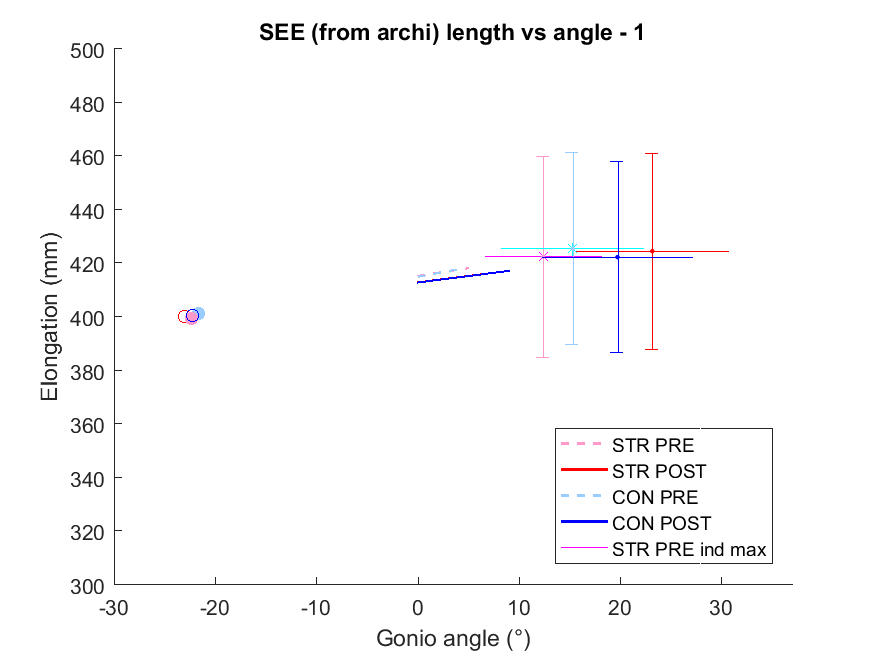 SEE (from archi) length vs angle - 1
500
480
460
440
420
400
380
360
340
320
300
Elongation (mm)
-30
-20
-10
0
10
20
30
Gonio angle (°)
STR PRE
STR POST
CON PRE
CON POST
STR PRE ind max